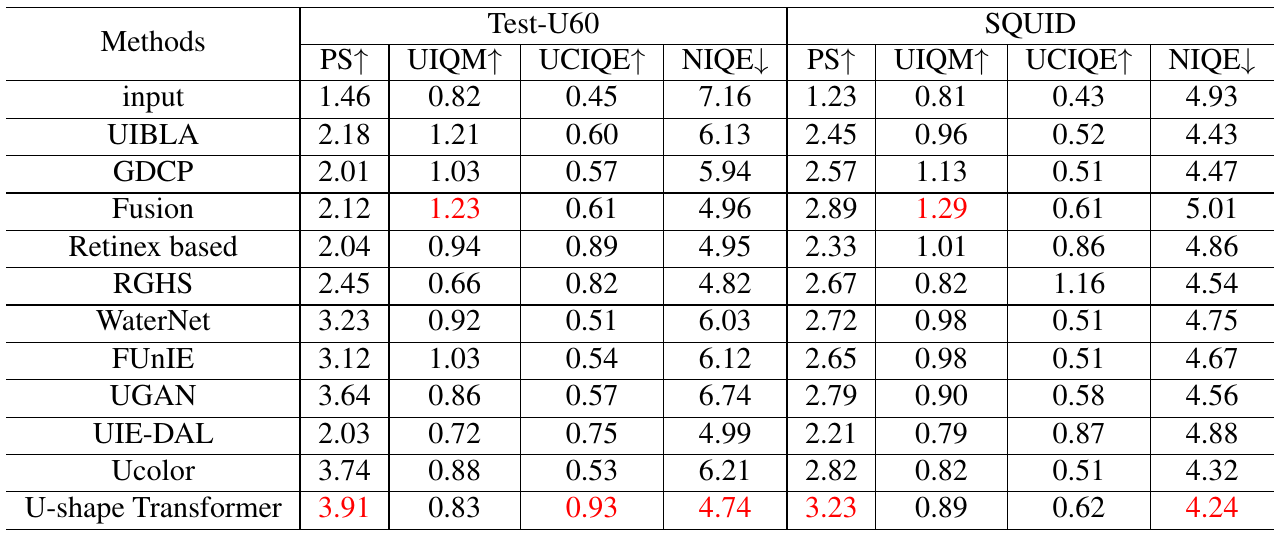 Methods Test-U60 SQUID
PS↑ UIQM↑ UCIQE↑ NIQE↓ PS↑ UIQM↑ UCIQE↑ NIQE↓
input 1.46 0.82 0.45 7.16 1.23 0.81 0.43 4.93
UIBLA 2.18 1.21 0.60 6.13 2.45 0.96 0.52 4.43
GDCP 2.01 1.03 0.57 5.94 2.57 1.13 0.51 4.47
Fusion 2.12 1.23 0.61 4.96 2.89 1.29 0.61 5.01
Retinex based 2.04 0.94 0.89 4.95 2.33 1.01 0.86 4.86
RGHS 2.45 0.66 0.82 4.82 2.67 0.82 1.16 4.54
WaterNet 3.23 0.92 0.51 6.03 2.72 0.98 0.51 4.75
FUnIE 3.12 1.03 0.54 6.12 2.65 0.98 0.51 4.67
UGAN 3.64 0.86 0.57 6.74 2.79 0.90 0.58 4.56
UIE-DAL 2.03 0.72 0.75 4.99 2.21 0.79 0.87 4.88
Ucolor 3.74 0.88 0.53 6.21 2.82 0.82 0.51 4.32
U-shape Transformer 3.91 0.83 0.93 4.74 3.23 0.89 0.62 4.24